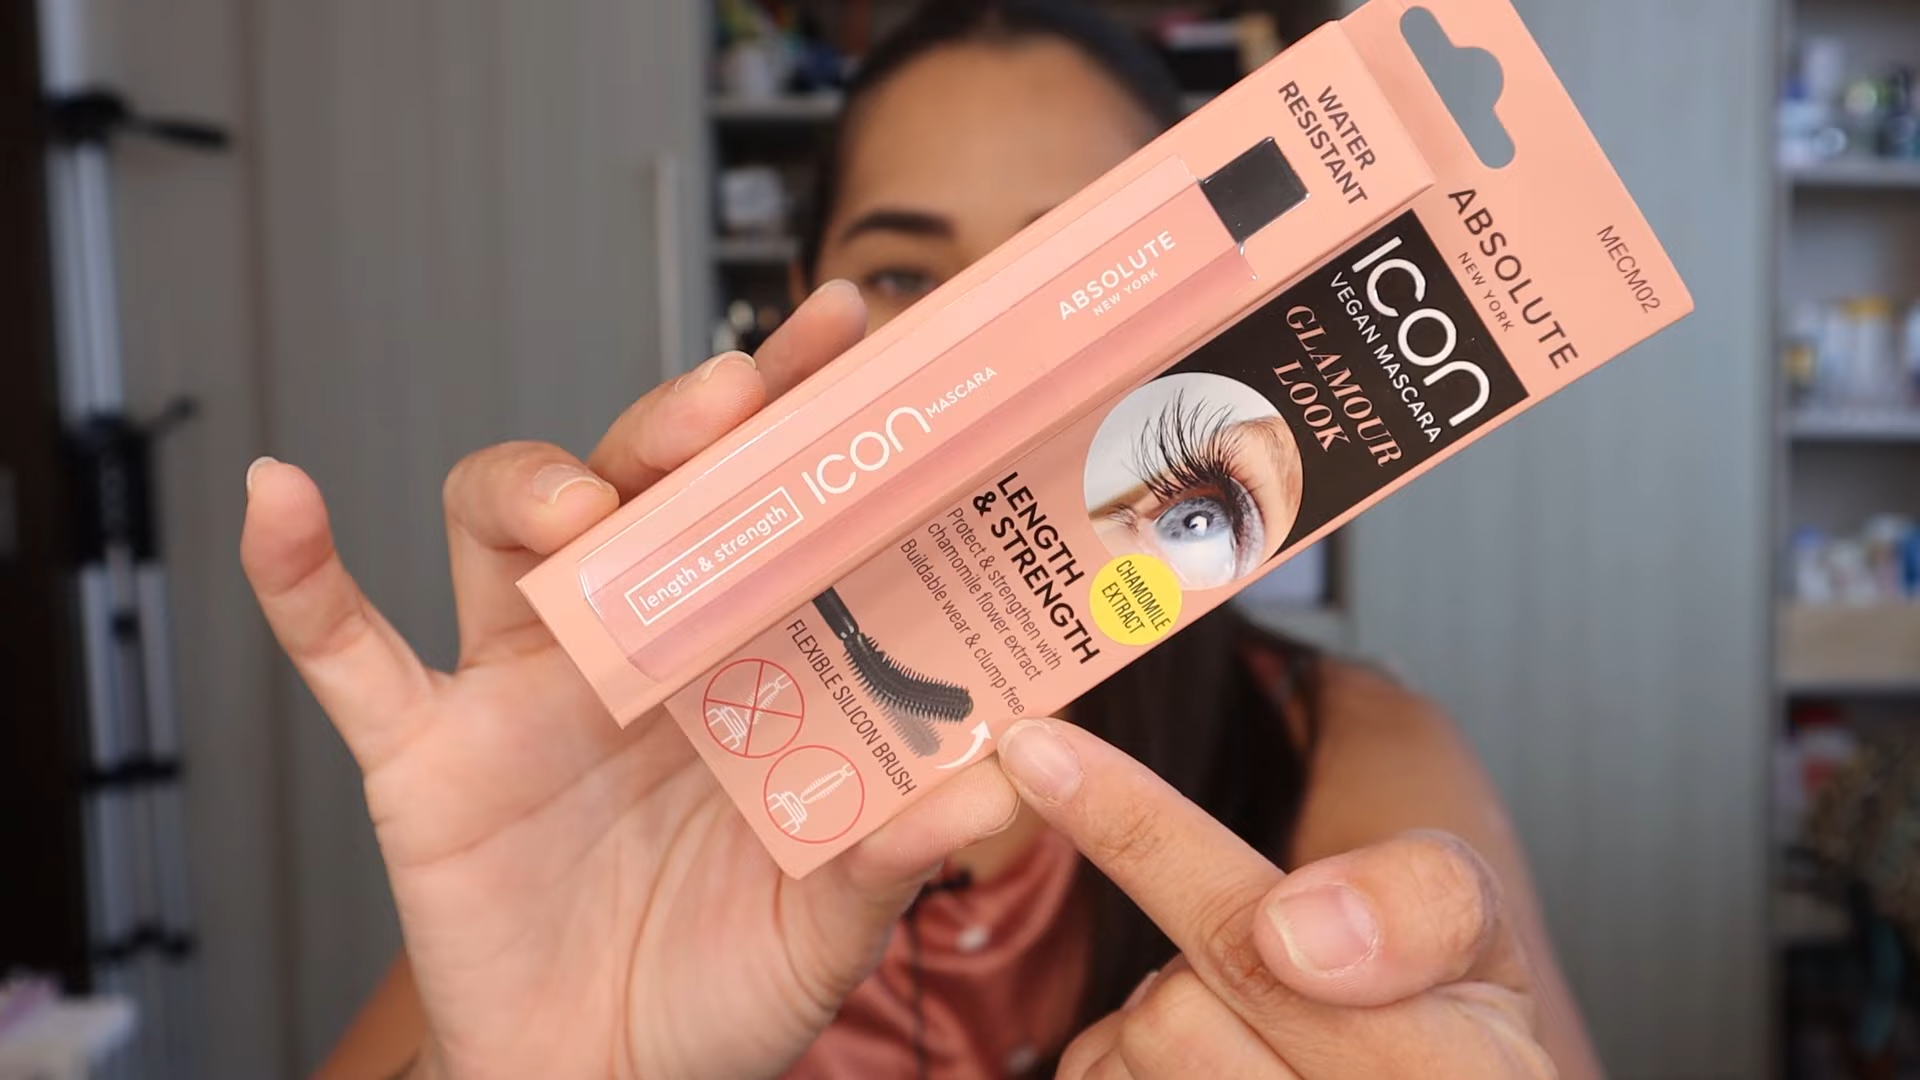 WATER
RESISTANT
ABSOLUTE
NEW YORK
ICON MASCARA
length & strength
MECM02
ABSOLUTE
NEW YORK
ICON
VEGAN MASCARA
GLAMOUR
LOOK
CHAMOMILE
EXTRACT
LENGTH
& STRENGTH
Protect & strengthen with
chamomile flower extract
Buildable wear & clump free
FLEXIBLE SILICON BRUSH